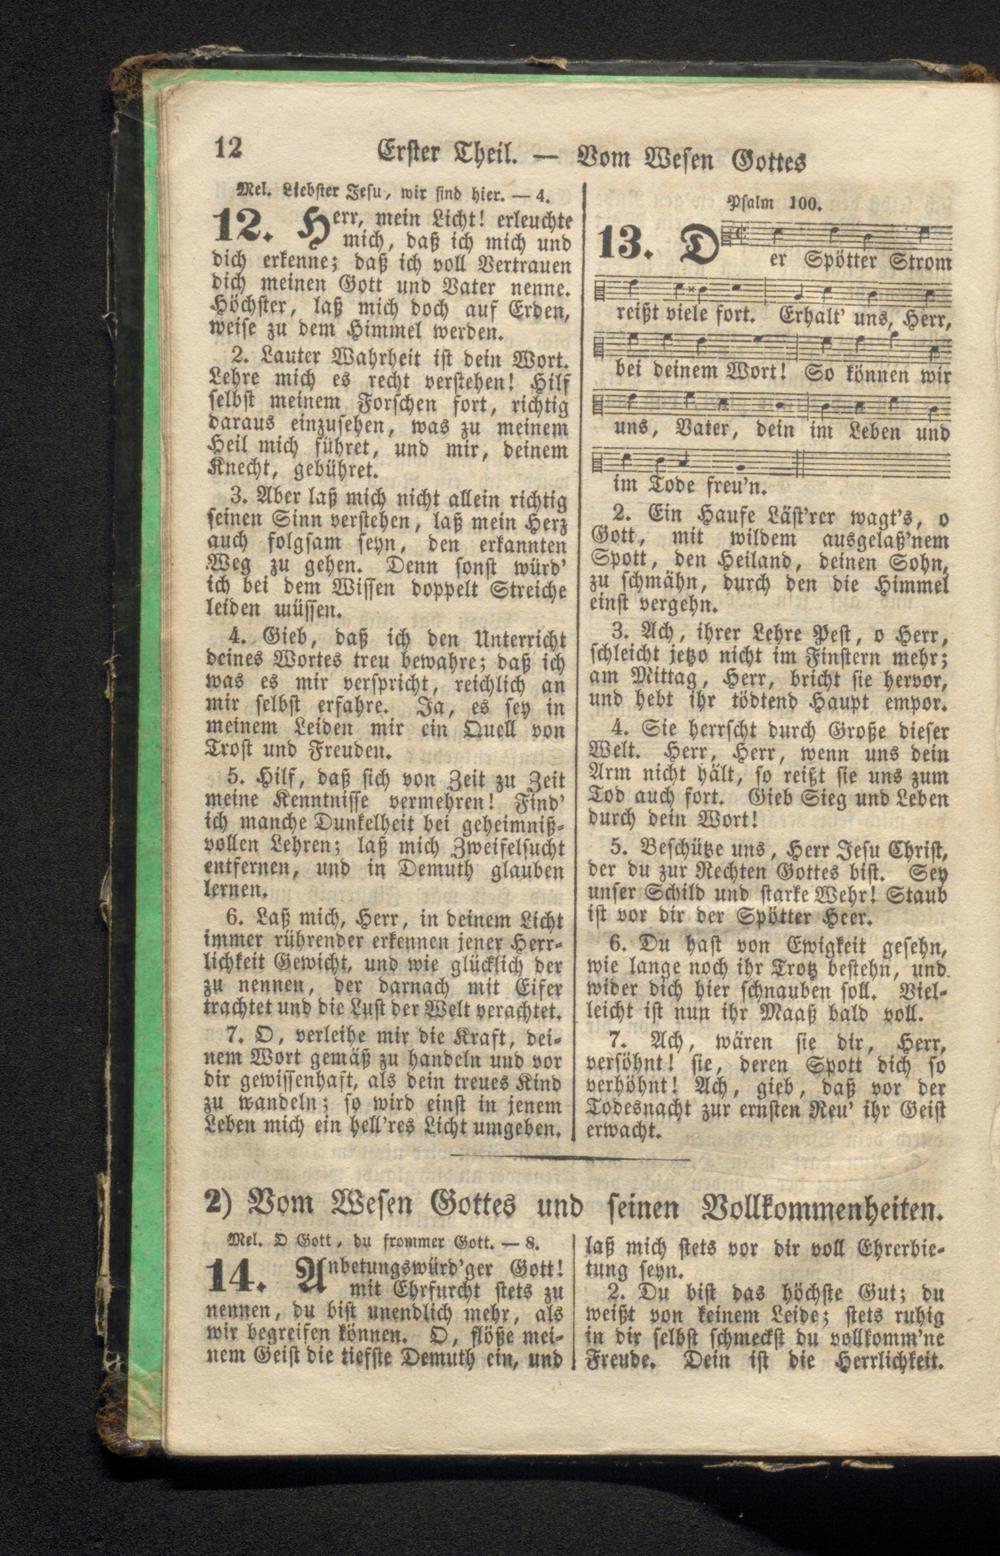 12 Erster Theil. — Vom Wesen Gottes
Mel. Liebster Jesu, wir sind hier. — 4.
12. Herr, mein Licht! erleuchte
mich, daß ich mich und
dich erkenne; daß ich voll Vertrauen
dich meinen Gott und Vater nenne.
Höchster, laß mich doch auf Erden,
weise zu dem Himmel werden.
2. Lauter Wahrheit ist dein Wort.
Lehre mich es recht verstehen! Hilf
selbst meinem Forschen fort, richtig
daraus einzusehen, was zu meinem
Heil mich führet, und mir, deinem
Knecht, gebühret.
3. Aber laß mich nicht allein richtig
seinen Sinn verstehen, laß mein Herz
auch folgsam seyn, den erkannten
Weg zu gehen. Denn sonst würd'
ich bei dem Wissen doppelt Streiche
leiden müssen.
4. Gieb, daß ich den Unterricht
deines Wortes treu bewahre; daß ich
was es mir verspricht, reichlich an
mir selbst erfahre. Ja, es sey in
meinem Leiden mir ein Quell von
Trost und Freuden.
5. Hilf, daß sich von Zeit zu Zeit
meine Kenntnisse vermehren! Find'
ich manche Dunkelheit bei geheimniß-
vollen Lehren; laß mich Zweifelsucht
entfernen, und in Demuth glauben
lernen.
6. Laß mich, Herr, in deinem Licht
immer rührender erkennen jener Herr-
lichkeit Gewicht, und wie glücklich der
zu nennen, der darnach mit Eifer
trachtet und die Lust der Welt verachtet.
7. O, verleihe mir die Kraft, dei-
nem Wort gemäß zu handeln und vor
dir gewissenhaft, als dein treues Kind
zu wandeln; so wird einst in jenem
Leben mich ein hell'res Licht umgeben.
Psalm 100.
13. Der Spötter Strom
reißt viele fort. Erhalt' uns, Herr,
bei deinem Wort! So können wir
uns, Vater, dein im Leben und
im Tode freu'n.
2. Ein Haufe Läst'rer wagt's, o
Gott, mit wildem ausgelaß'nem
Spott, den Heiland, deinen Sohn,
zu schmähn, durch den die Himmel
einst vergehn.
3. Ach, ihrer Lehre Pest, o Herr,
schleicht jetzo nicht im Finstern mehr;
am Mittag, Herr, bricht sie hervor,
und hebt ihr tödtend Haupt empor.
4. Sie herrscht durch Große dieser
Welt. Herr, Herr, wenn uns dein
Arm nicht hält, so reißt sie uns zum
Tod auch fort. Gieb Sieg und Leben
durch dein Wort!
5. Beschütze uns, Herr Jesu Christ,
der du zur Rechten Gottes bist. Sey
unser Schild und starke Wehr! Staub
ist vor dir der Spötter Heer.
6. Du hast von Ewigkeit gesehn,
wie lange noch ihr Trotz bestehn, und
wider dich hier schnauben soll. Viel-
leicht ist nun ihr Maaß bald voll.
7. Ach, wären sie dir, Herr,
versöhnt! sie, deren Spott dich so
verhöhnt! Ach, gieb, daß vor der
Todesnacht zur ernsten Reu' ihr Geist
erwacht.
2) Vom Wesen Gottes und seinen Vollkommenheiten.
Mel. O Gott, du frommer Gott. — 8.
14. Anbetungswürd'ger Gott!
mit Ehrfurcht stets zu
nennen, du bist unendlich mehr, als
wir begreifen können. O, flöße mei-
nem Geist die tiefste Demuth ein, und
laß mich stets vor dir voll Ehrerbie-
tung seyn.
2. Du bist das höchste Gut; du
weißt von keinem Leide; stets ruhig
in dir selbst schmeckst du vollkomm'ne
Freude. Dein ist die Herrlichkeit.